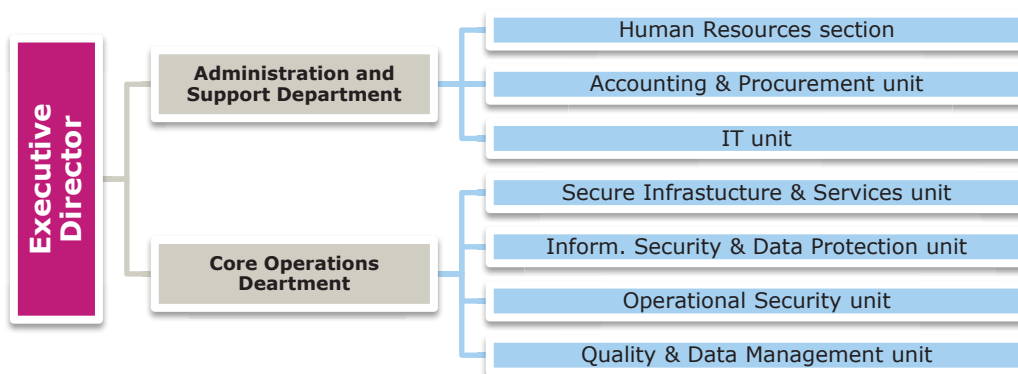 Executive
Director
Administration and
Support Department
Human Resources section
Accounting & Procurement unit
IT unit
Core Operations
Deartment
Secure Infrastucture & Services unit
Inform. Security & Data Protection unit
Operational Security unit
Quality & Data Management unit